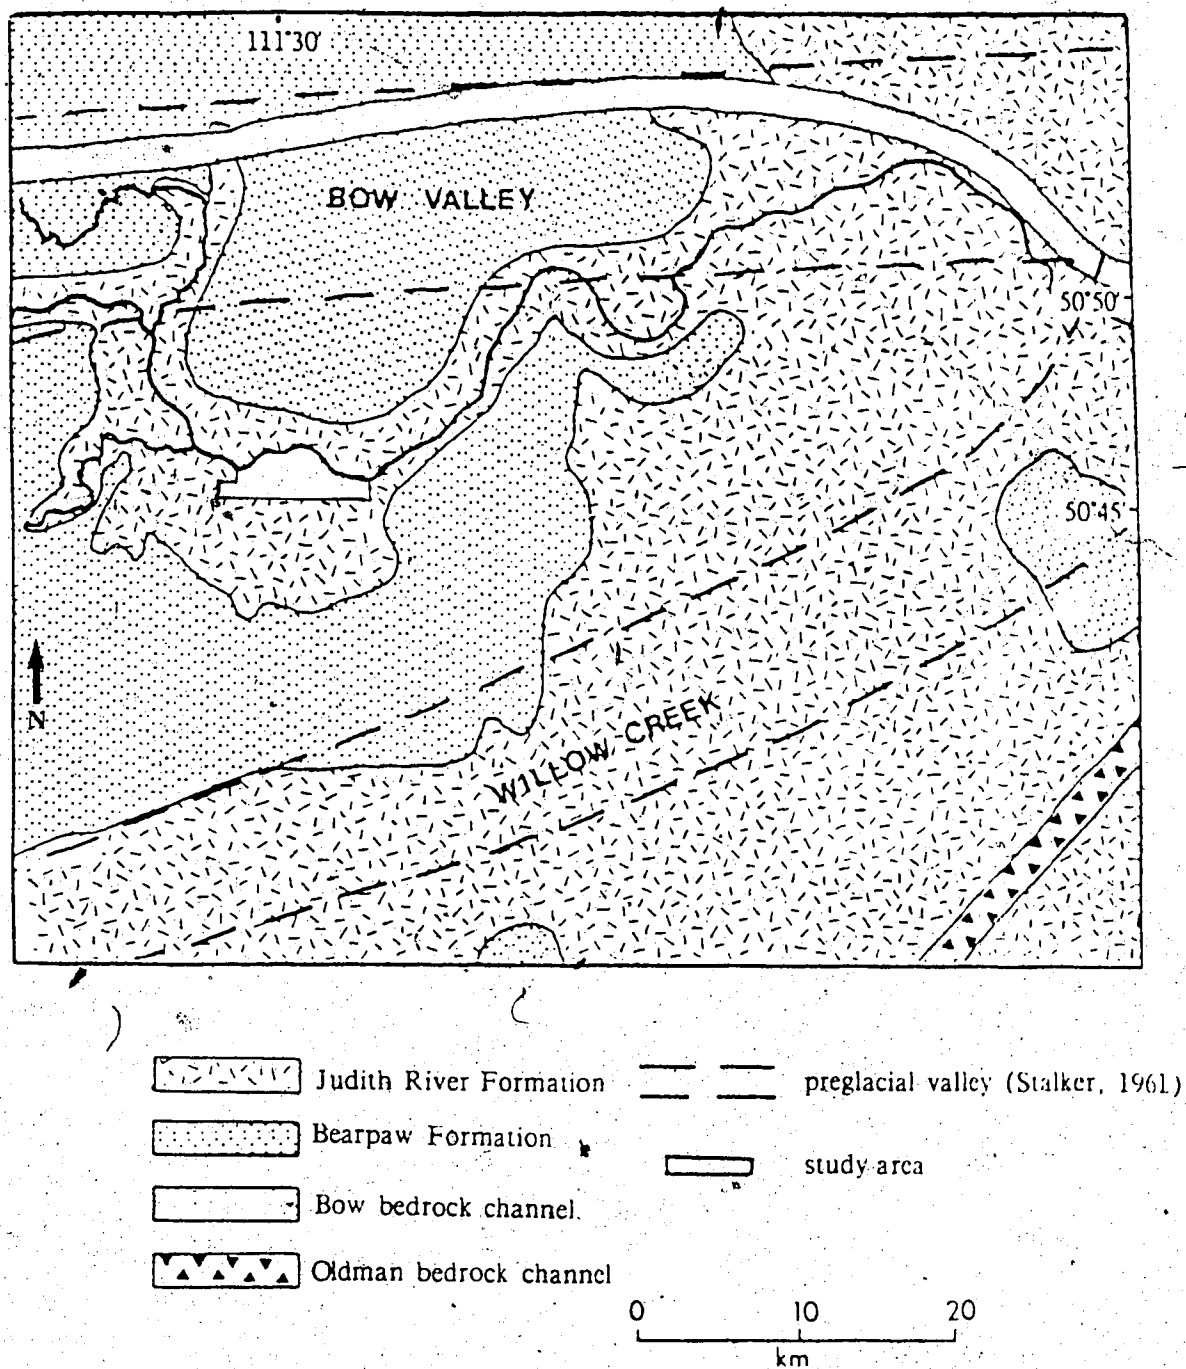 111°30'
BOW VALLEY
50°50'
50°45'
N
WILLOW CREEK
Judith River Formation
preglacial valley (Stalker, 1961)
Bearpaw Formation
study area
Bow bedrock channel.
Oldman bedrock channel
0 10 20
km